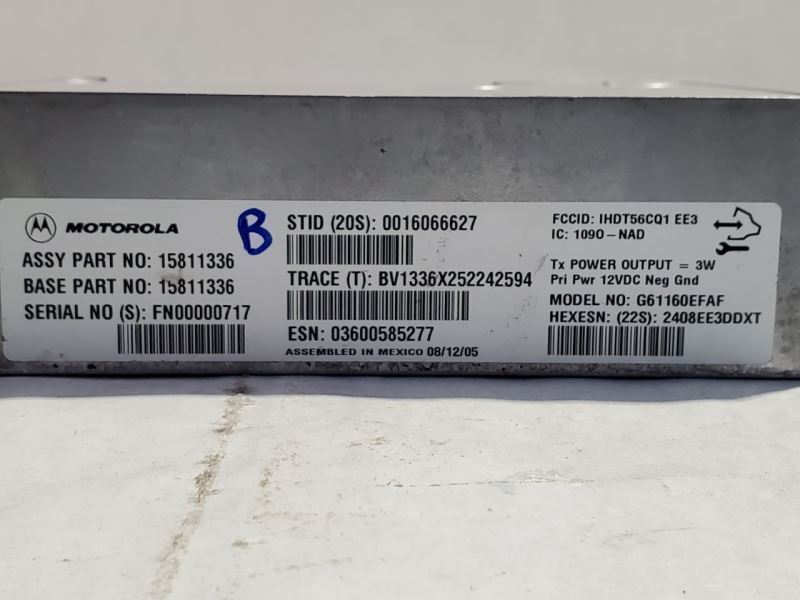 MOTOROLA
ASSY PART NO: 15811336
BASE PART NO: 15811336
SERIAL NO (S): FN00000717
B
STID (20S): 0016066627
TRACE (T): BV1336X252242594
ESN: 03600585277
ASSEMBLED IN MEXICO 08/12/05
FCCID: IHDT56CQ1 EE3
IC: 109O-NAD
Tx POWER OUTPUT = 3W
Pri Pwr 12VDC Neg Gnd
MODEL NO: G61160EFAF
HEXESN: (22S): 2408EE3DDXT